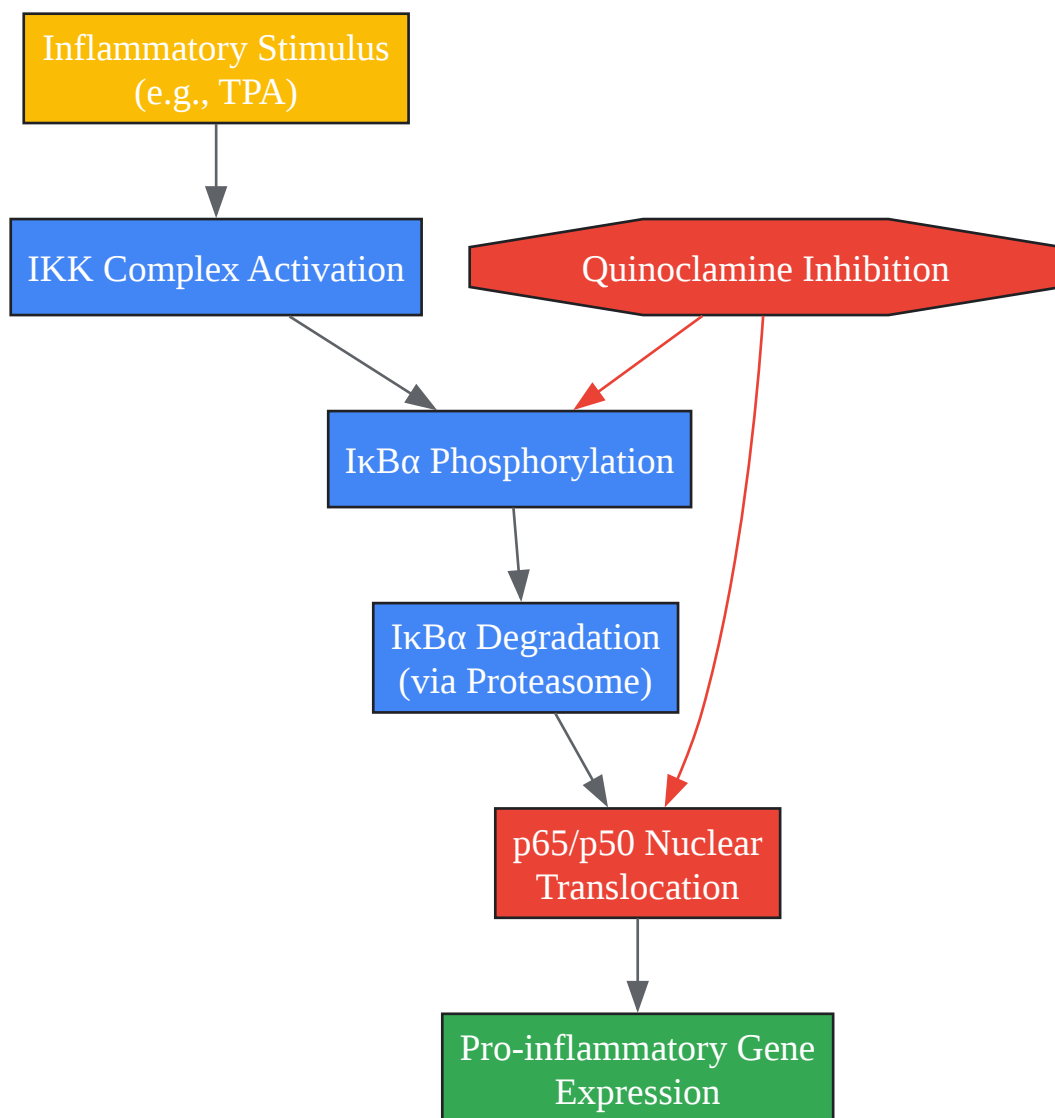 Inflammatory Stimulus
(e.g., TPA)
IKK Complex Activation
Quinoclamine Inhibition
IκBα Phosphorylation
IκBα Degradation
(via Proteasome)
p65/p50 Nuclear
Translocation
Pro-inflammatory Gene
Expression